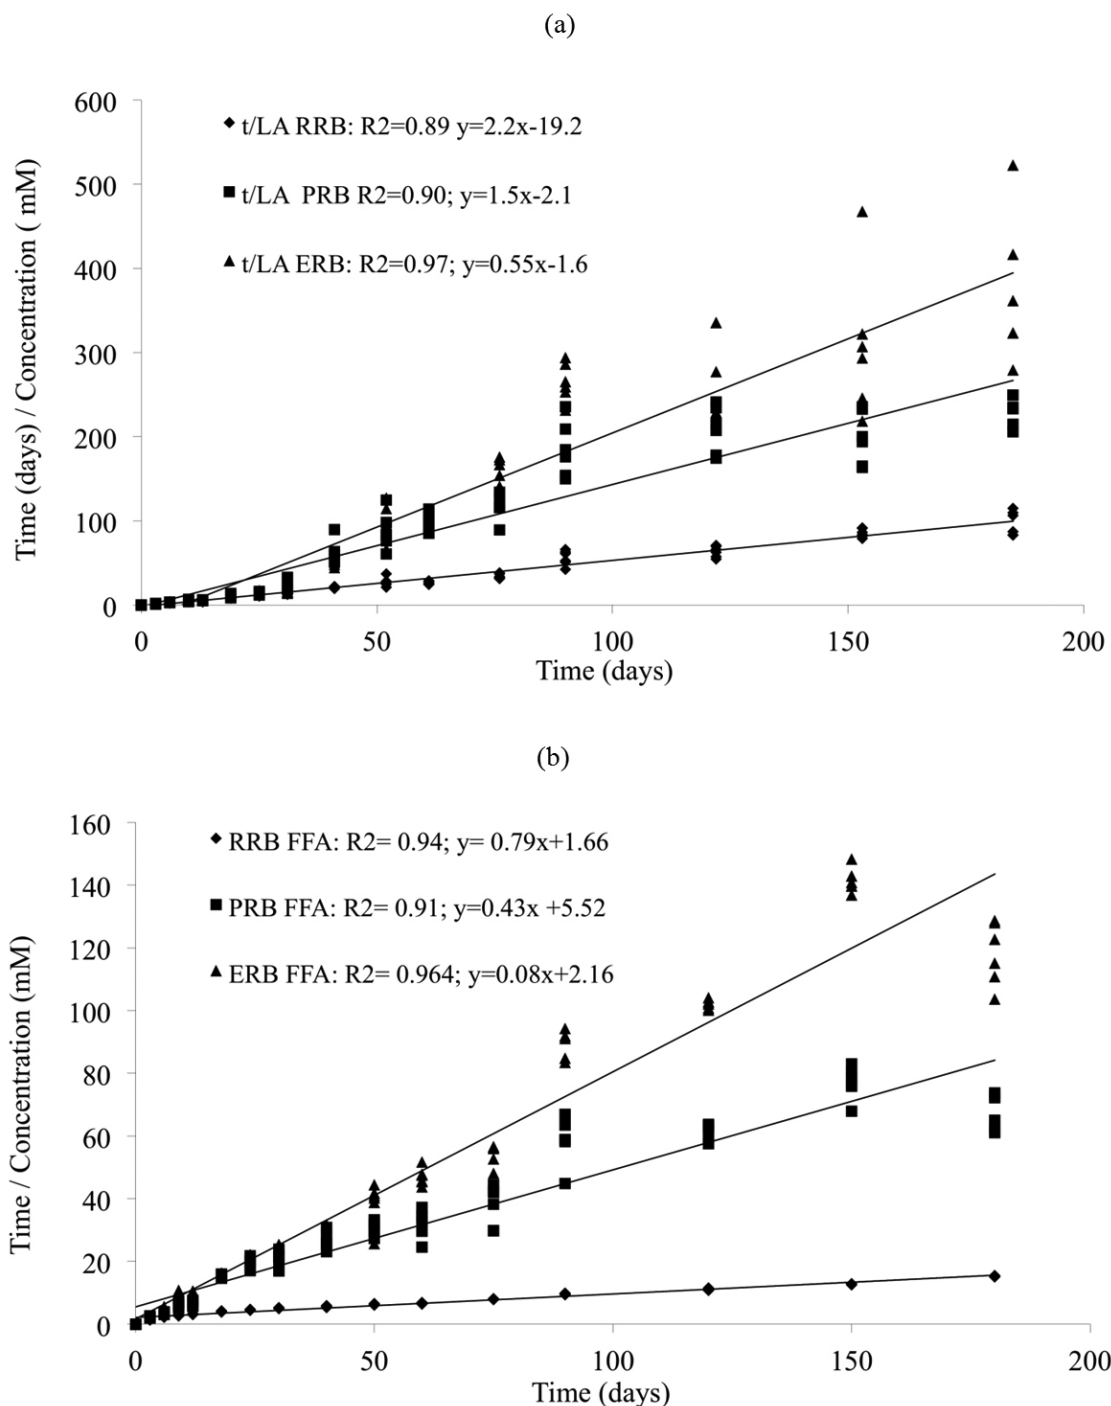 (a)
600
500
400
300
200
100
0
Time (days) / Concentration ( mM)
t/LA RRB: R2=0.89 y=2.2x-19.2
t/LA PRB R2=0.90; y=1.5x-2.1
t/LA ERB: R2=0.97; y=0.55x-1.6
0 50 100 150 200
Time (days)
(b)
160
140
120
100
80
60
40
20
0
Time / Concentration (mM)
RRB FFA: R2= 0.94; y= 0.79x+1.66
PRB FFA: R2= 0.91; y=0.43x +5.52
ERB FFA: R2= 0.964; y=0.08x+2.16
0 50 100 150 200
Time (days)